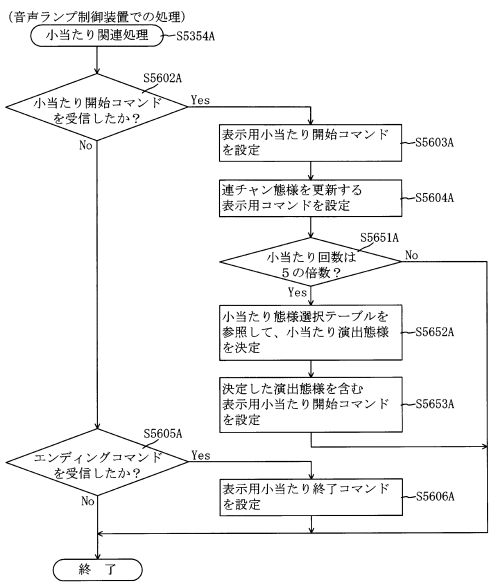 (音声ランプ制御装置での処理)
小当たり関連処理
S5354A
S5602A
小当たり開始コマンド
を受信したか?
Yes
No
表示用小当たり開始コマンド
を設定
S5603A
連チャン態様を更新する
表示用コマンドを設定
S5604A
S5651A
小当たり回数は
5の倍数?
No
Yes
小当たり態様選択テーブルを
参照して、小当たり演出態様
を決定
S5652A
決定した演出態様を含む
表示用小当たり開始コマンド
を設定
S5653A
S5605A
エンディングコマンド
を受信したか?
Yes
No
表示用小当たり終了コマンド
を設定
S5606A
終 了